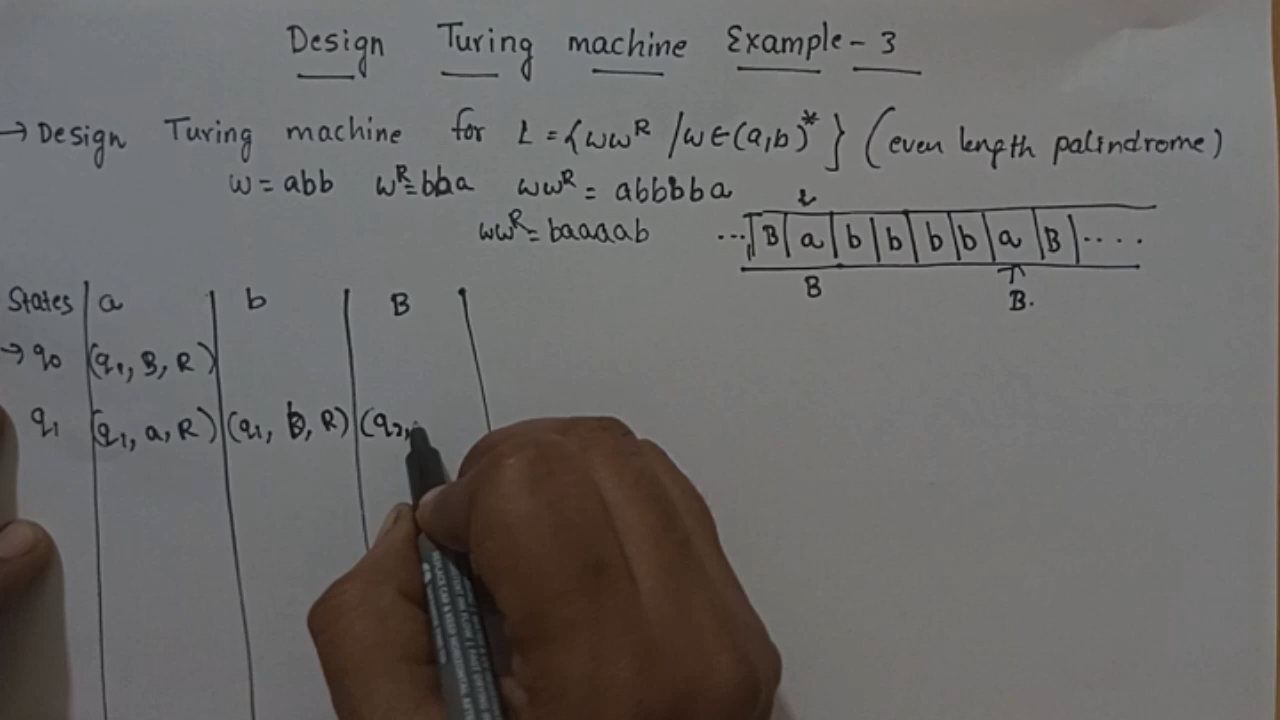 Design Turing machine Example - 3
→ Design Turing machine for L = {ww^R / w∈(a,b)*} (even length palindrome)
w = abb w^R = bba ww^R = abbbba
ww^R = baaaab
... B a b b b b a B ....
B B.
States a b B
→ q0 (q1, B, R)
q1 (q1, a, R) (q1, b, R) (q2,